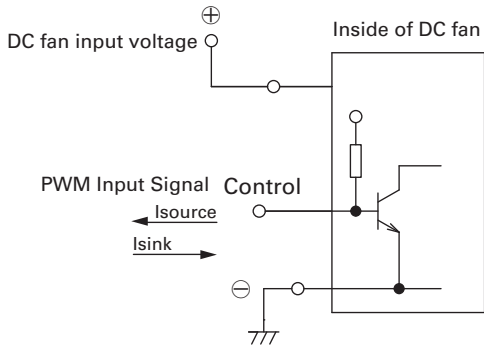 ⊕
DC fan input voltage
Inside of DC fan
PWM Input Signal Control
Isource
Isink
⊖